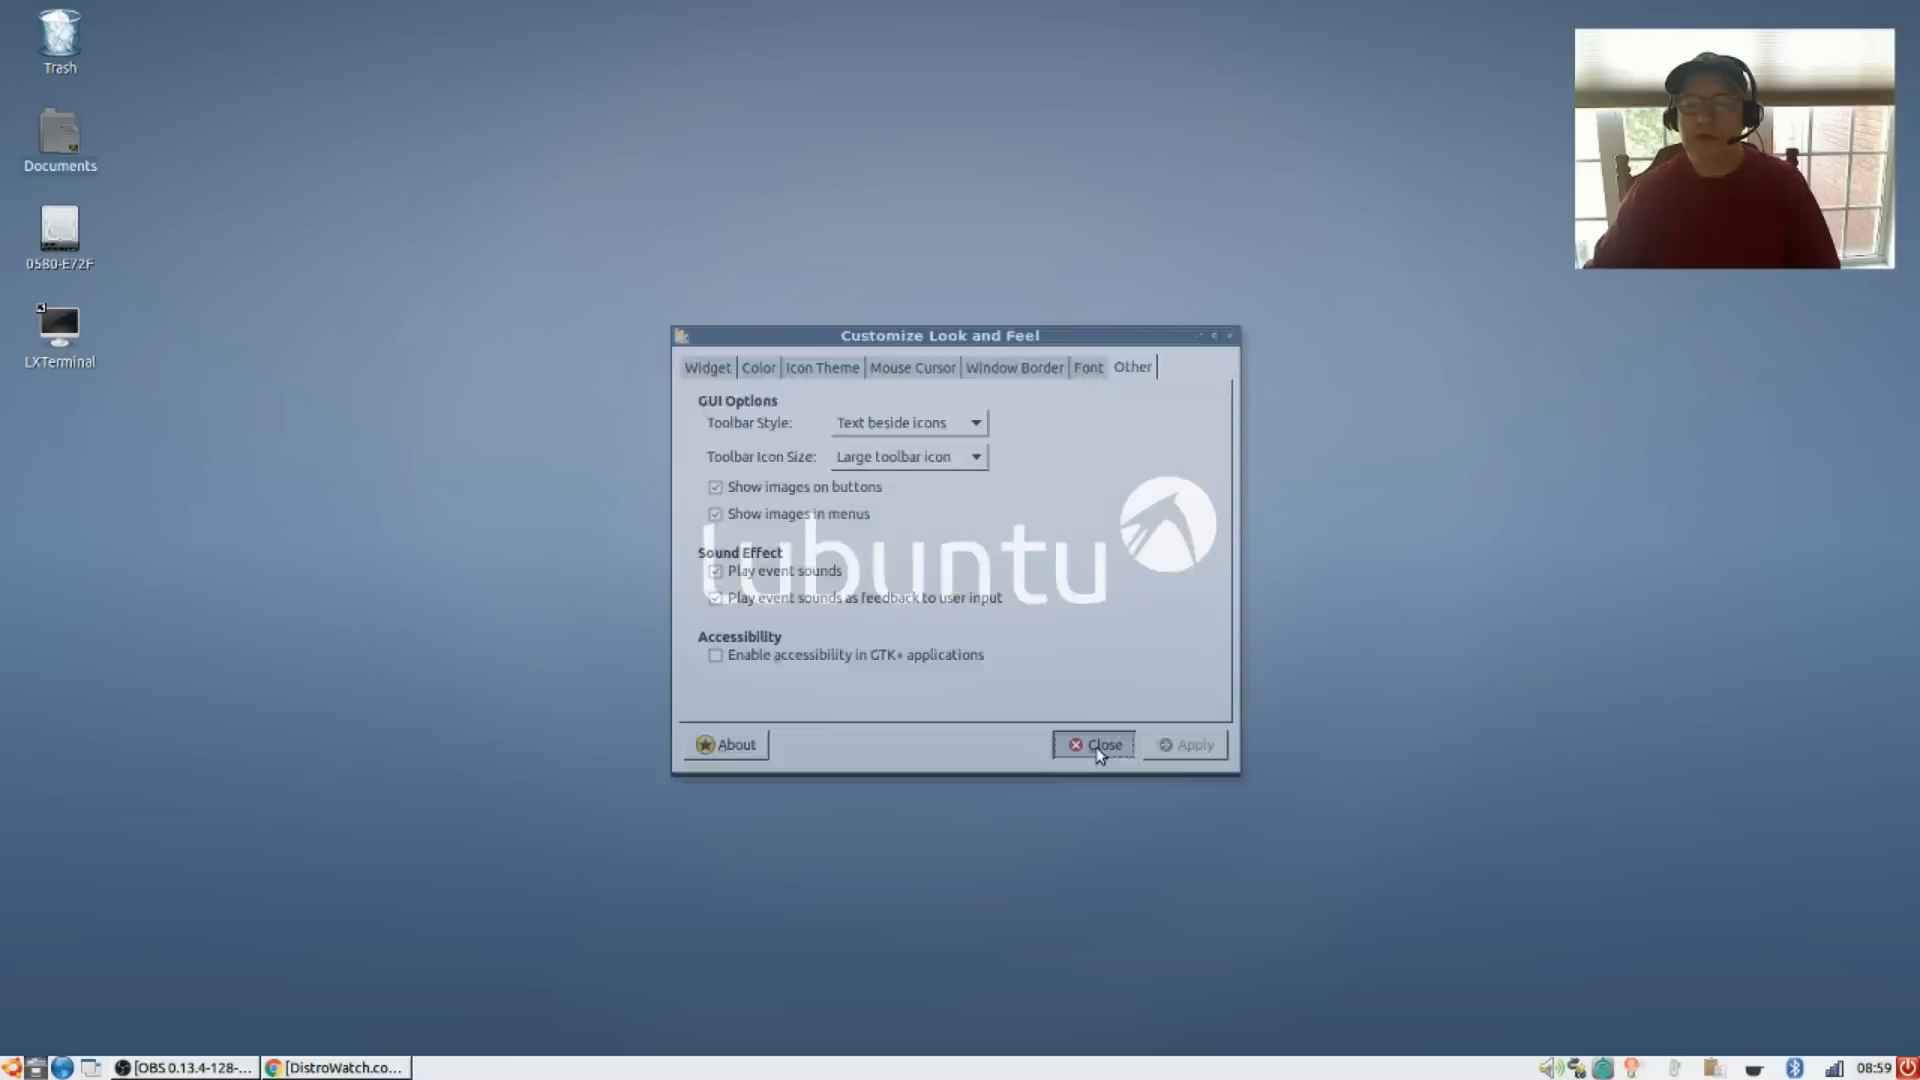 Trash
Documents
0580-E72F
LXTerminal
Customize Look and Feel
Widget Color Icon Theme Mouse Cursor Window Border Font Other
GUI Options
Toolbar Style: Text beside icons
Toolbar Icon Size: Large toolbar icon
Show images on buttons
Show images in menus
Sound Effect
Play event sounds
Play event sounds as feedback to user input
lubuntu
Accessibility
Enable accessibility in GTK+ applications
About Close Apply
[OBS 0.13.4-128-... [DistroWatch.co... 08:59